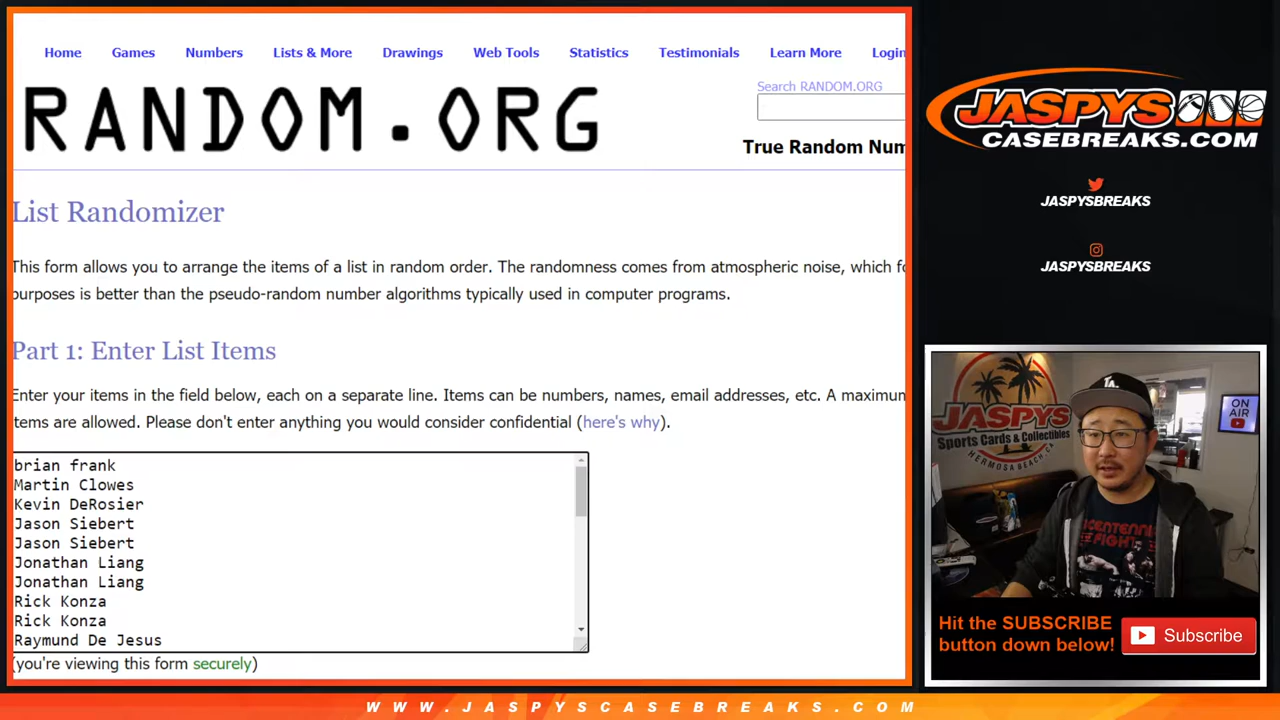 Home Games Numbers Lists & More Drawings Web Tools Statistics Testimonials Learn More Login
RANDOM.ORG
Search RANDOM.ORG
True Random Num
List Randomizer
This form allows you to arrange the items of a list in random order. The randomness comes from atmospheric noise, which fo
purposes is better than the pseudo-random number algorithms typically used in computer programs.
Part 1: Enter List Items
Enter your items in the field below, each on a separate line. Items can be numbers, names, email addresses, etc. A maximum
items are allowed. Please don't enter anything you would consider confidential (here's why).
brian frank
Martin Clowes
Kevin DeRosier
Jason Siebert
Jason Siebert
Jonathan Liang
Jonathan Liang
Rick Konza
Rick Konza
Raymund De Jesus
(you're viewing this form securely)
JASPYS
CASEBREAKS.COM
JASPYSBREAKS
JASPYSBREAKS
JASPYS
Sports Cards & Collectibles
HERMOSA BEACH, CA
LA
ON
AIR
CENTENNI
FIGHT
Hit the SUBSCRIBE
button down below!
Subscribe
WWW.JASPYSCASEBREAKS.COM